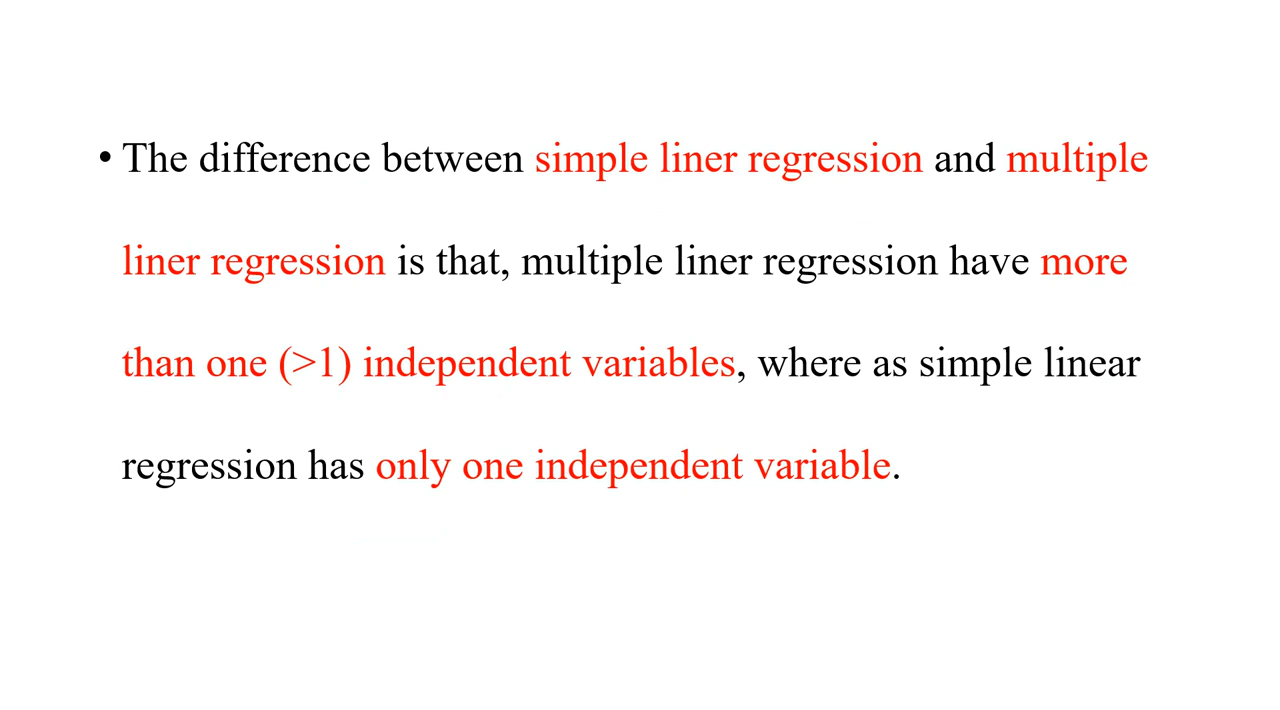 • The difference between simple liner regression and multiple
liner regression is that, multiple liner regression have more
than one (>1) independent variables, where as simple linear
regression has only one independent variable.